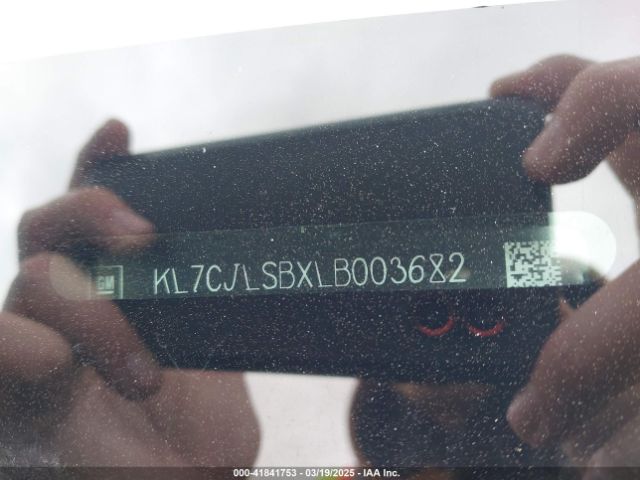 GM KL7CJLSBXLB003682
000-41841753 - 03/19/2025 - IAA Inc.